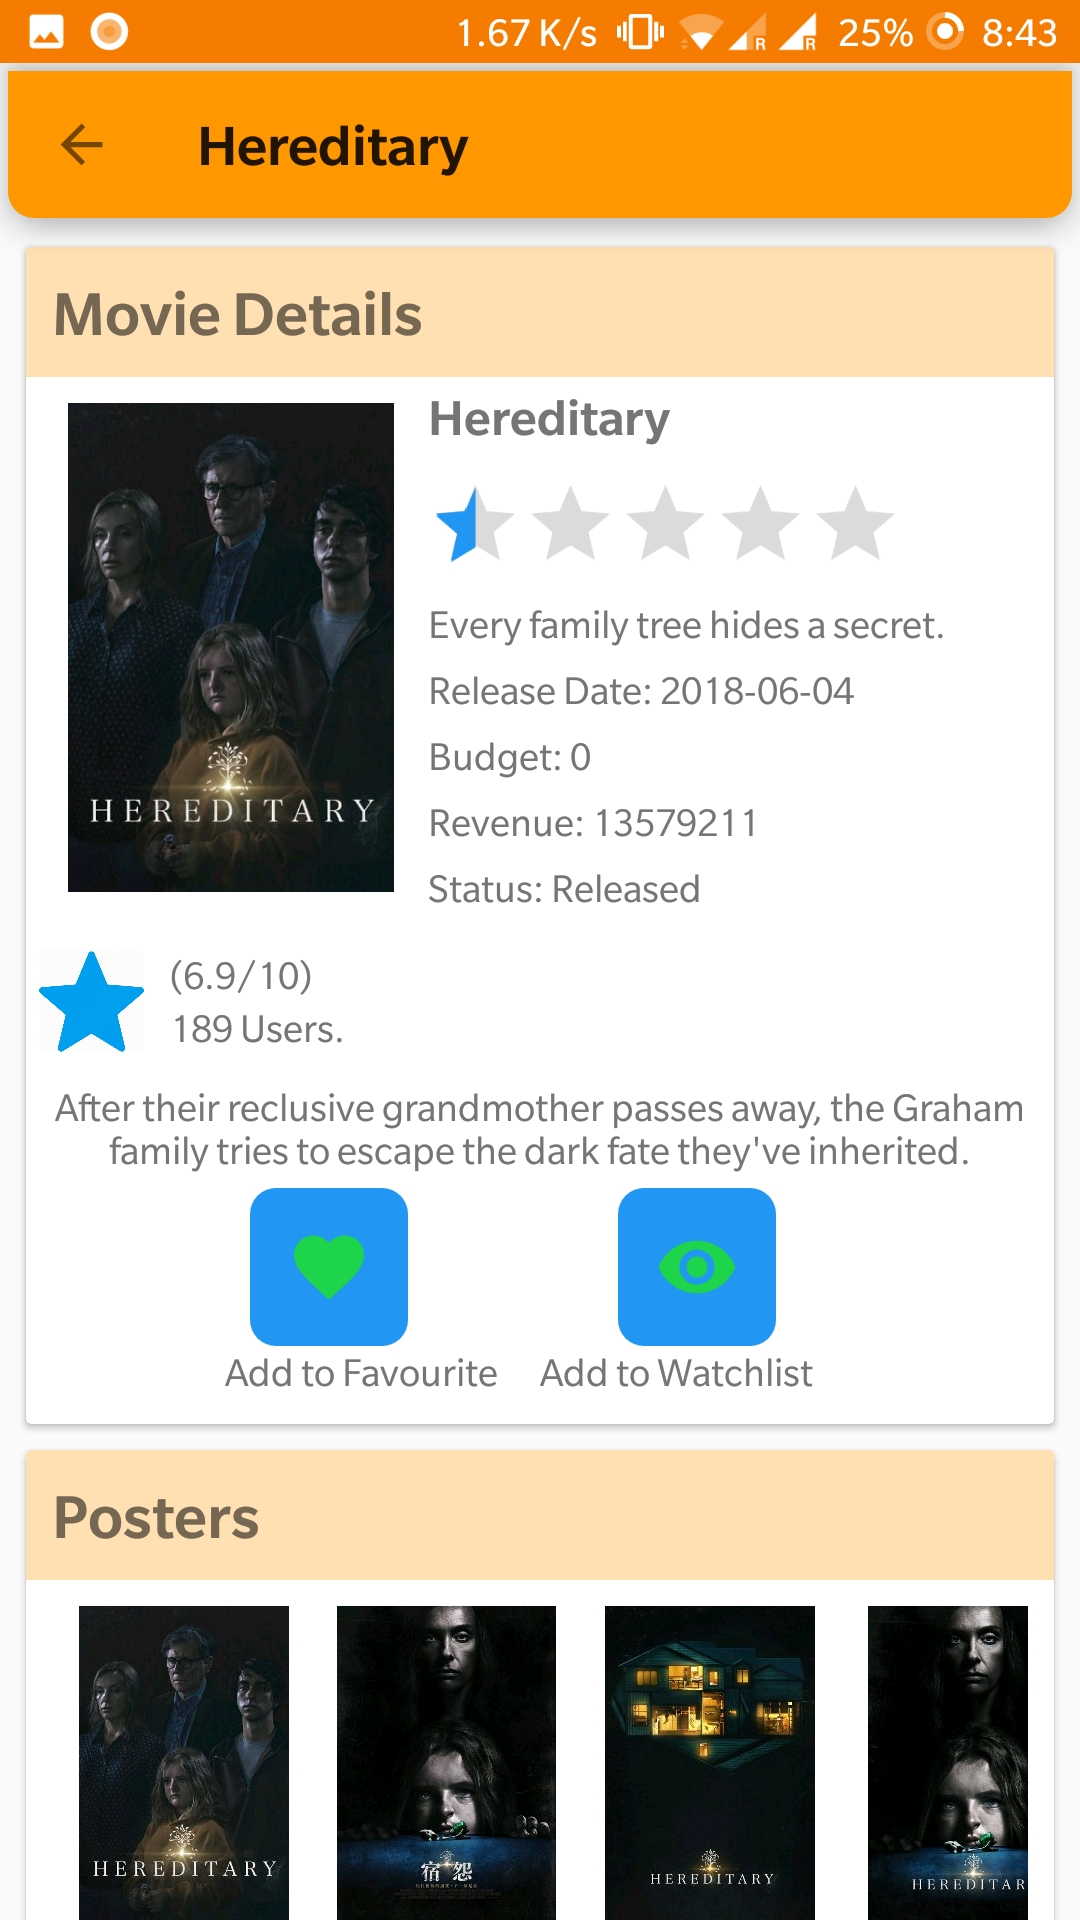 1.67 K/s R R 25% 8:43
Hereditary
Movie Details
Hereditary
Every family tree hides a secret.
Release Date: 2018-06-04
Budget: 0
Revenue: 13579211
Status: Released
HEREDITARY
(6.9/10)
189 Users.
After their reclusive grandmother passes away, the Graham
family tries to escape the dark fate they've inherited.
Add to Favourite Add to Watchlist
Posters
HEREDITARY
宿怨
HEREDITARY
HEREDITAR